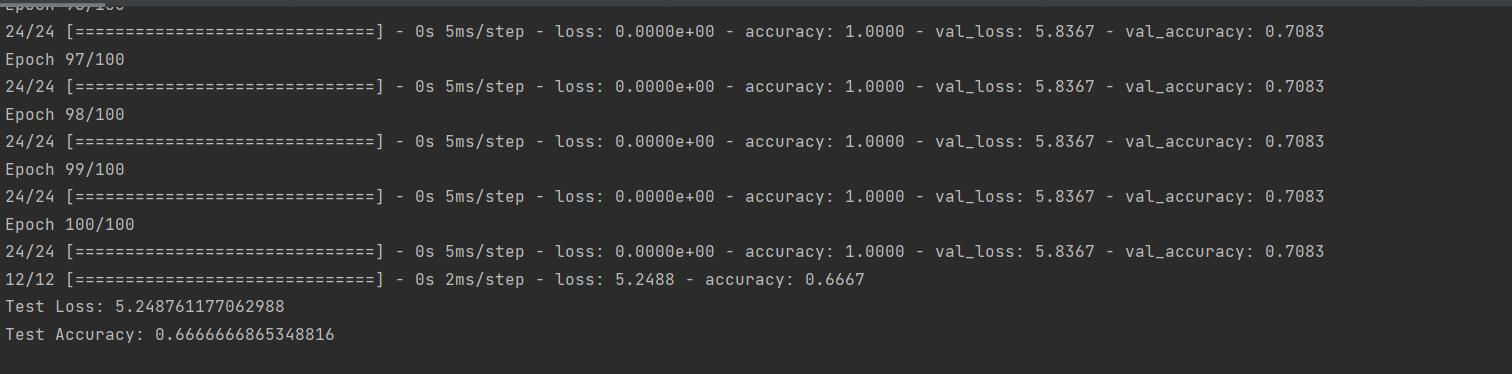 24/24 [==============================] - 0s 5ms/step - loss: 0.0000e+00 - accuracy: 1.0000 - val_loss: 5.8367 - val_accuracy: 0.7083
Epoch 97/100
24/24 [==============================] - 0s 5ms/step - loss: 0.0000e+00 - accuracy: 1.0000 - val_loss: 5.8367 - val_accuracy: 0.7083
Epoch 98/100
24/24 [==============================] - 0s 5ms/step - loss: 0.0000e+00 - accuracy: 1.0000 - val_loss: 5.8367 - val_accuracy: 0.7083
Epoch 99/100
24/24 [==============================] - 0s 5ms/step - loss: 0.0000e+00 - accuracy: 1.0000 - val_loss: 5.8367 - val_accuracy: 0.7083
Epoch 100/100
24/24 [==============================] - 0s 5ms/step - loss: 0.0000e+00 - accuracy: 1.0000 - val_loss: 5.8367 - val_accuracy: 0.7083
12/12 [==============================] - 0s 2ms/step - loss: 5.2488 - accuracy: 0.6667
Test Loss: 5.248761177062988
Test Accuracy: 0.6666666865348816